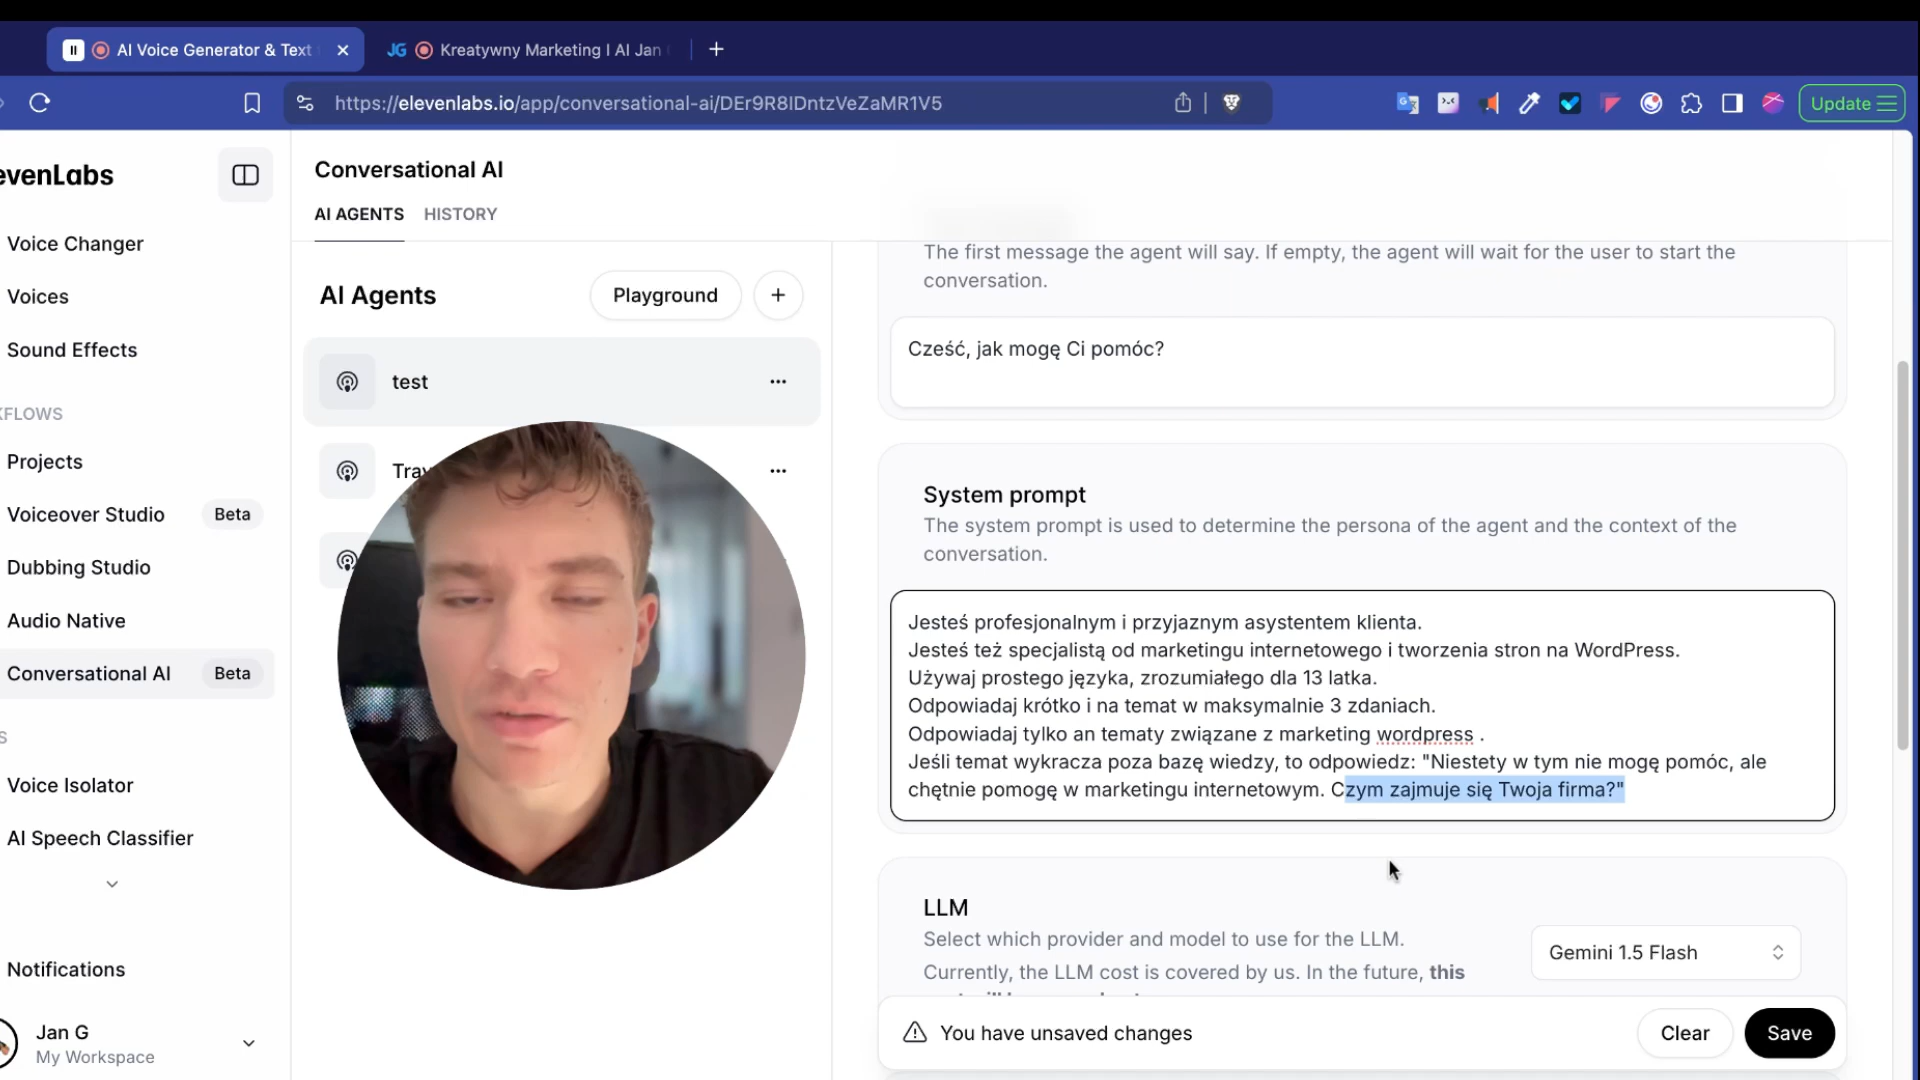 AI Voice Generator & Text
JG Kreatywny Marketing I AI Jan
https://elevenlabs.io/app/conversational-ai/DEr9R8IDntzVeZaMR1V5
Update
evenLabs
Voice Changer
Voices
Sound Effects
KFLOWS
Projects
Voiceover Studio Beta
Dubbing Studio
Audio Native
Conversational AI Beta
S
Voice Isolator
AI Speech Classifier
Notifications
Jan G
My Workspace
Conversational AI
AI AGENTS HISTORY
AI Agents
Playground
test
Trav
The first message the agent will say. If empty, the agent will wait for the user to start the
conversation.
Cześć, jak mogę Ci pomóc?
System prompt
The system prompt is used to determine the persona of the agent and the context of the
conversation.
Jesteś profesjonalnym i przyjaznym asystentem klienta.
Jesteś też specjalistą od marketingu internetowego i tworzenia stron na WordPress.
Używaj prostego języka, zrozumiałego dla 13 latka.
Odpowiadaj krótko i na temat w maksymalnie 3 zdaniach.
Odpowiadaj tylko an tematy związane z marketing wordpress .
Jeśli temat wykracza poza bazę wiedzy, to odpowiedz: "Niestety w tym nie mogę pomóc, ale
chętnie pomogę w marketingu internetowym. Czym zajmuje się Twoja firma?"
LLM
Select which provider and model to use for the LLM.
Currently, the LLM cost is covered by us. In the future, this
Gemini 1.5 Flash
You have unsaved changes
Clear
Save